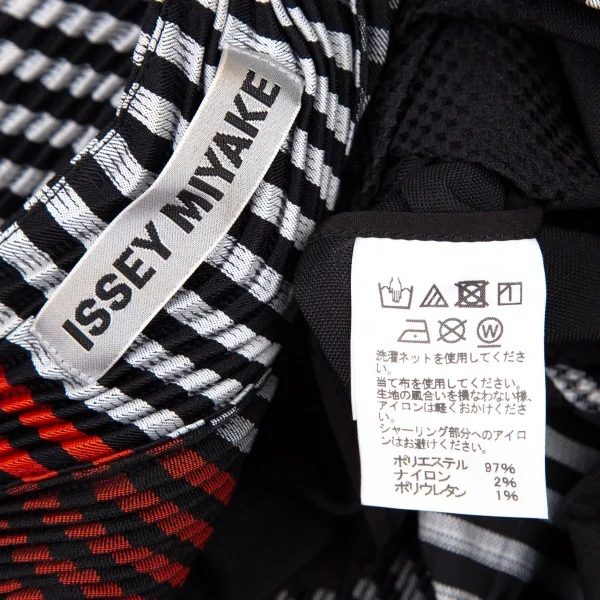 ISSEY MIYAKE
W
洗濯ネットを使用してくださ
い。
当て布を使用してください。
生地の風合いを損なわない様、
アイロンは軽くおかけくださ
い。
シャーリング部分へのアイロ
ンはお避けください。
ポリエステル 97%
ナイロン 2%
ポリウレタン 1%